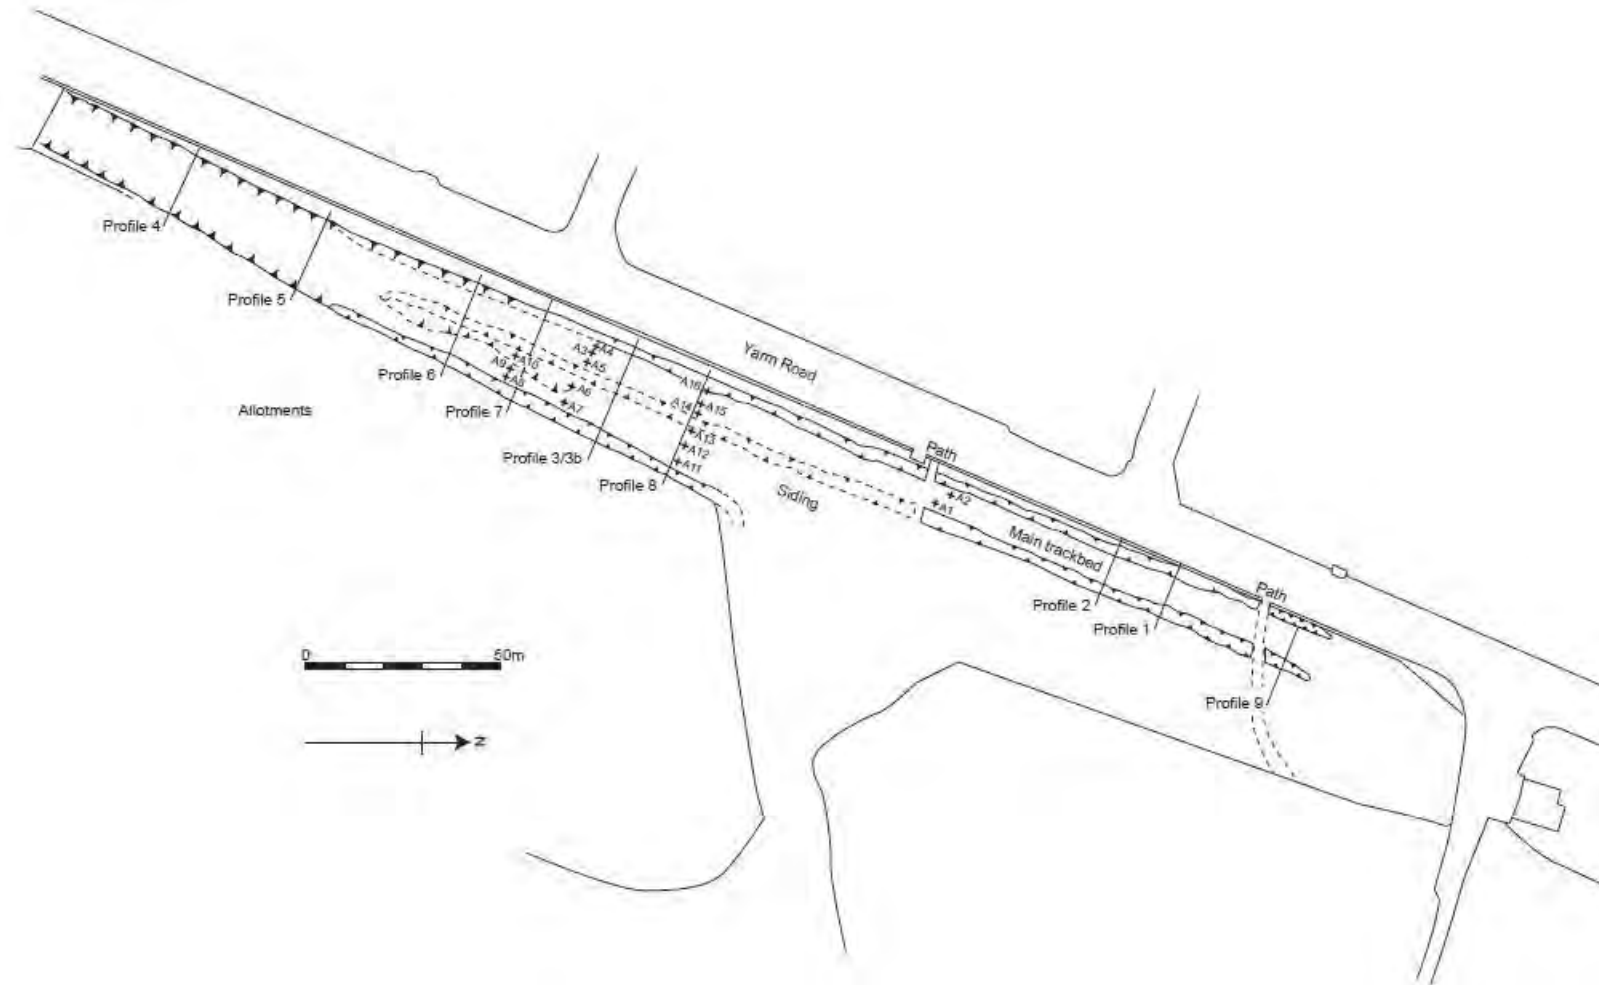 Profile 4
Profile 5
Profile 6
Profile 7
Profile 3/3b
Profile 8
Allotments
Yarm Road
A3
A4
A5
A10
A9
A8
A6
A7
A16
A15
A14
A13
A12
A11
Siding
Path
A2
A1
Main trackbed
Profile 2
Profile 1
Path
Profile 9
0 50m
N